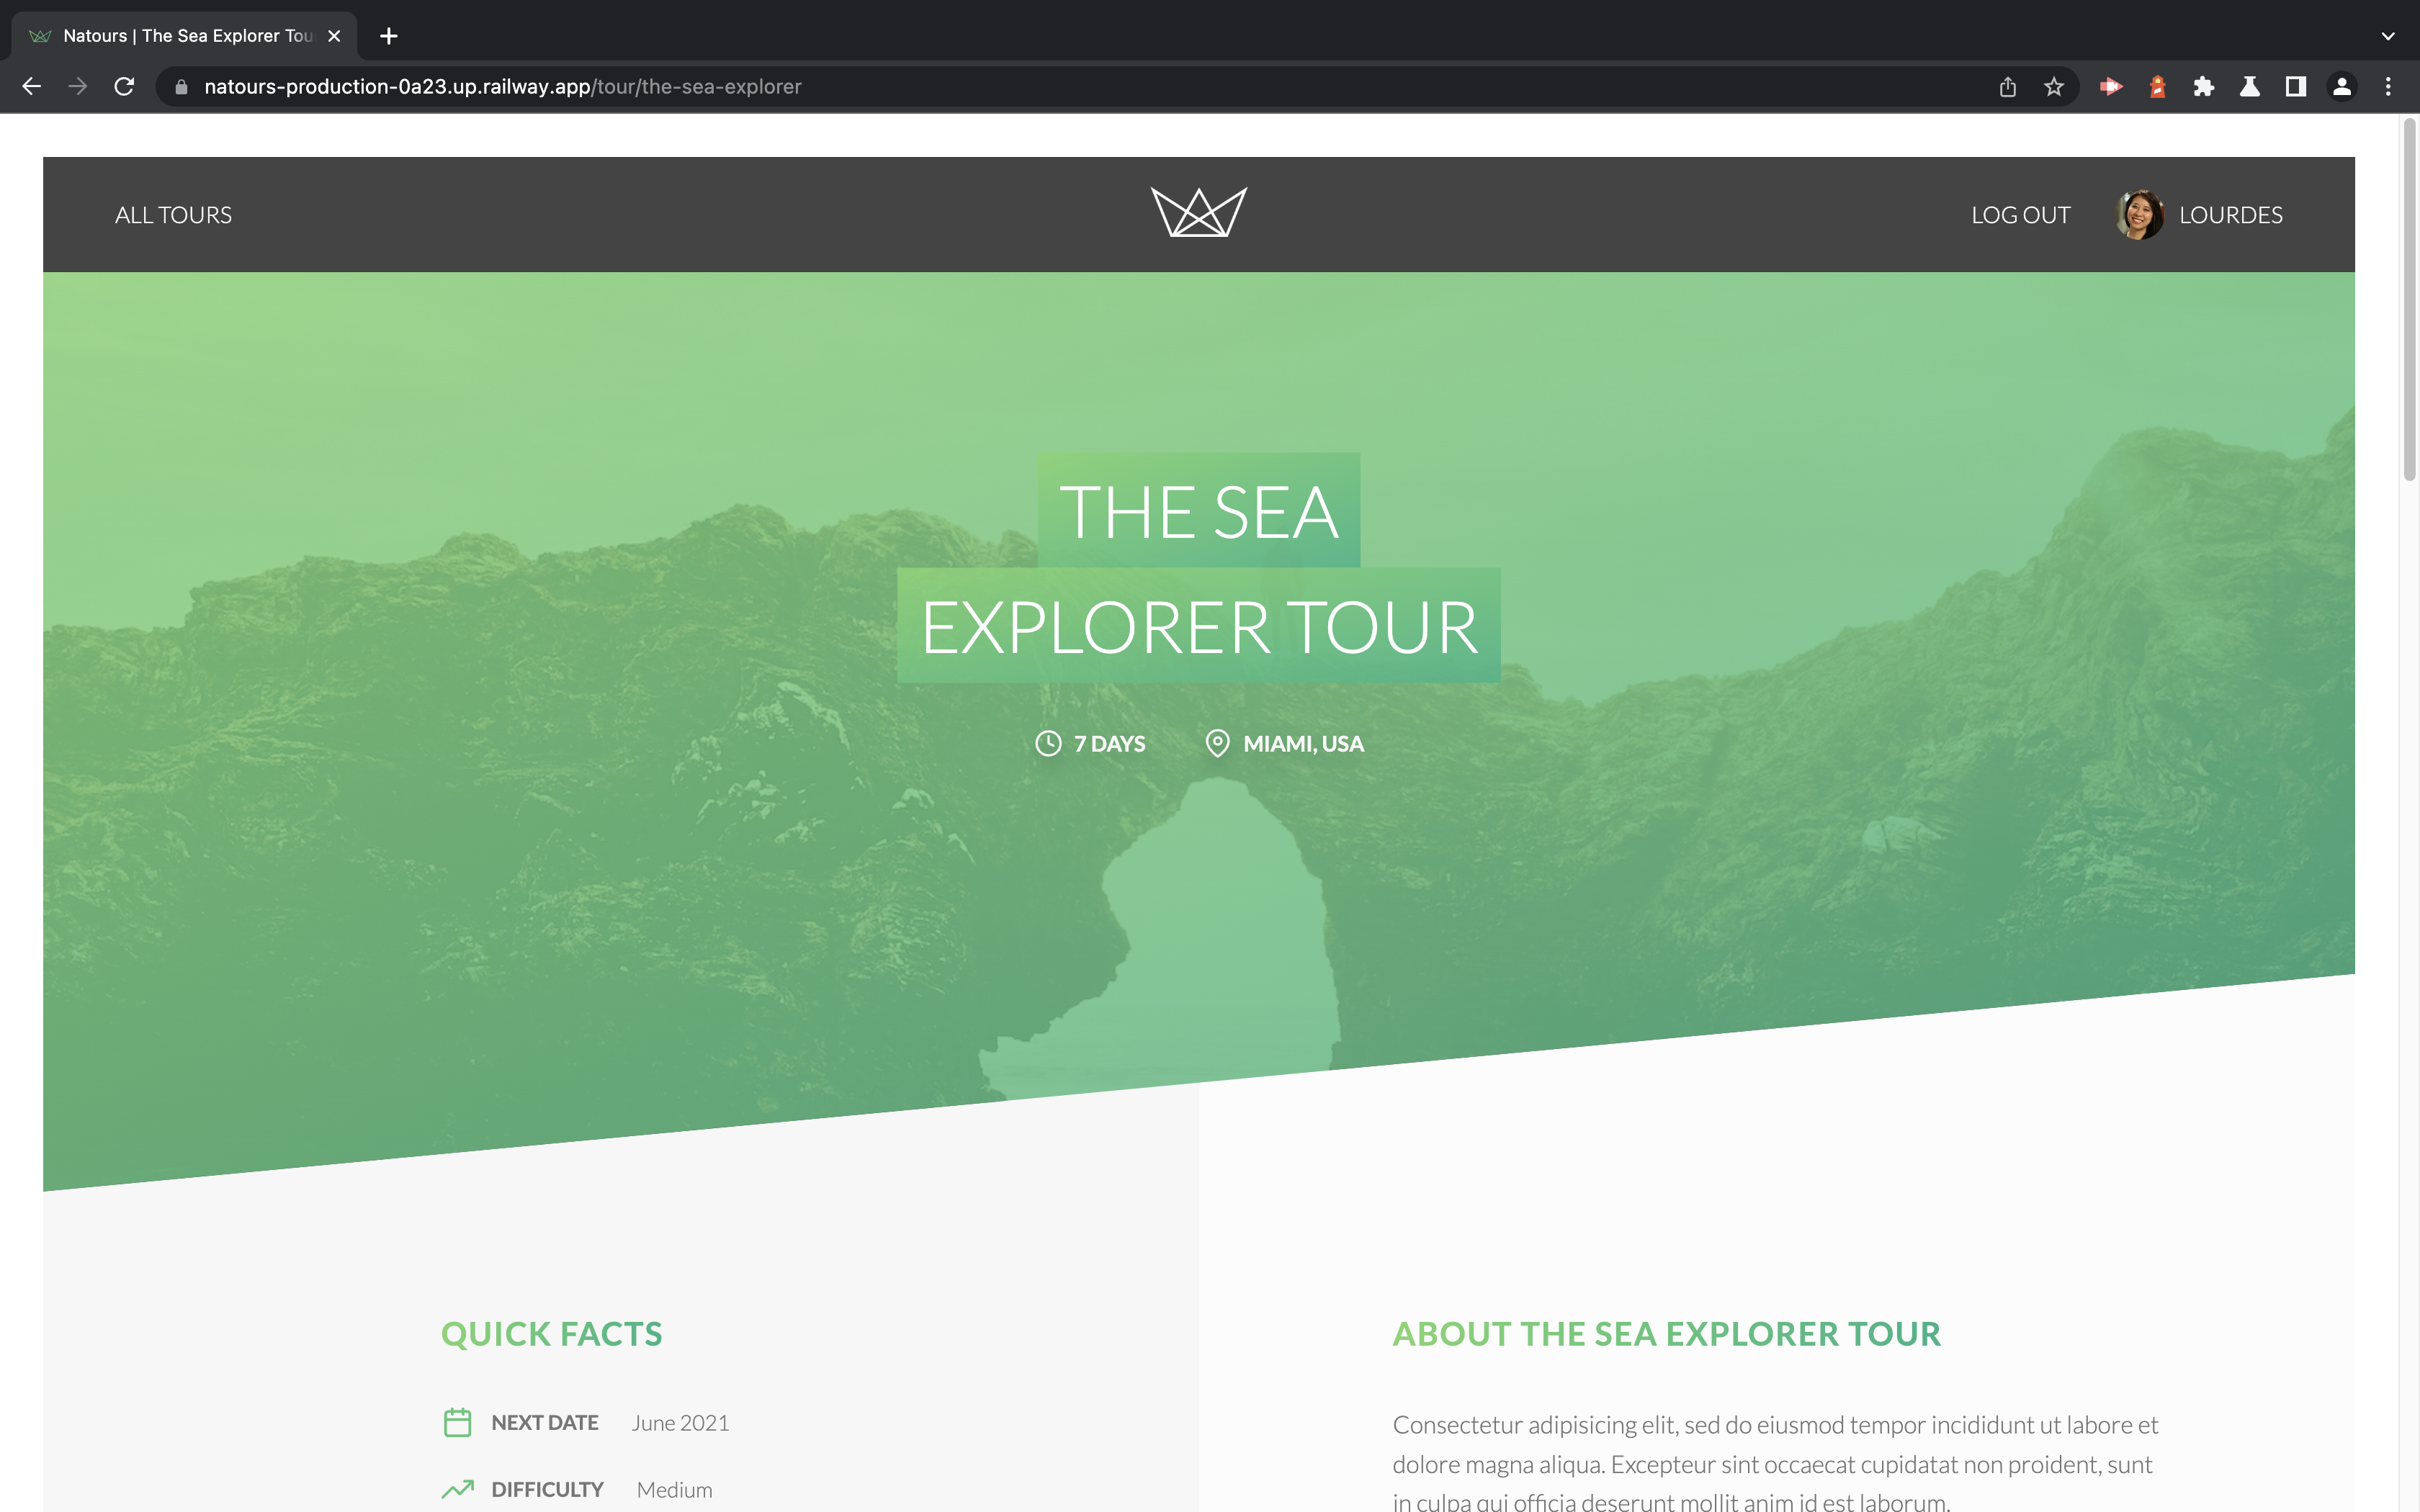 Natours | The Sea Explorer Tou
natours-production-0a23.up.railway.app/tour/the-sea-explorer
ALL TOURS
LOG OUT
LOURDES
THE SEA
EXPLORER TOUR
7 DAYS
MIAMI, USA
QUICK FACTS
NEXT DATE June 2021
DIFFICULTY Medium
ABOUT THE SEA EXPLORER TOUR
Consectetur adipisicing elit, sed do eiusmod tempor incididunt ut labore et
dolore magna aliqua. Excepteur sint occaecat cupidatat non proident, sunt
in culpa qui officia deserunt mollit anim id est laborum.